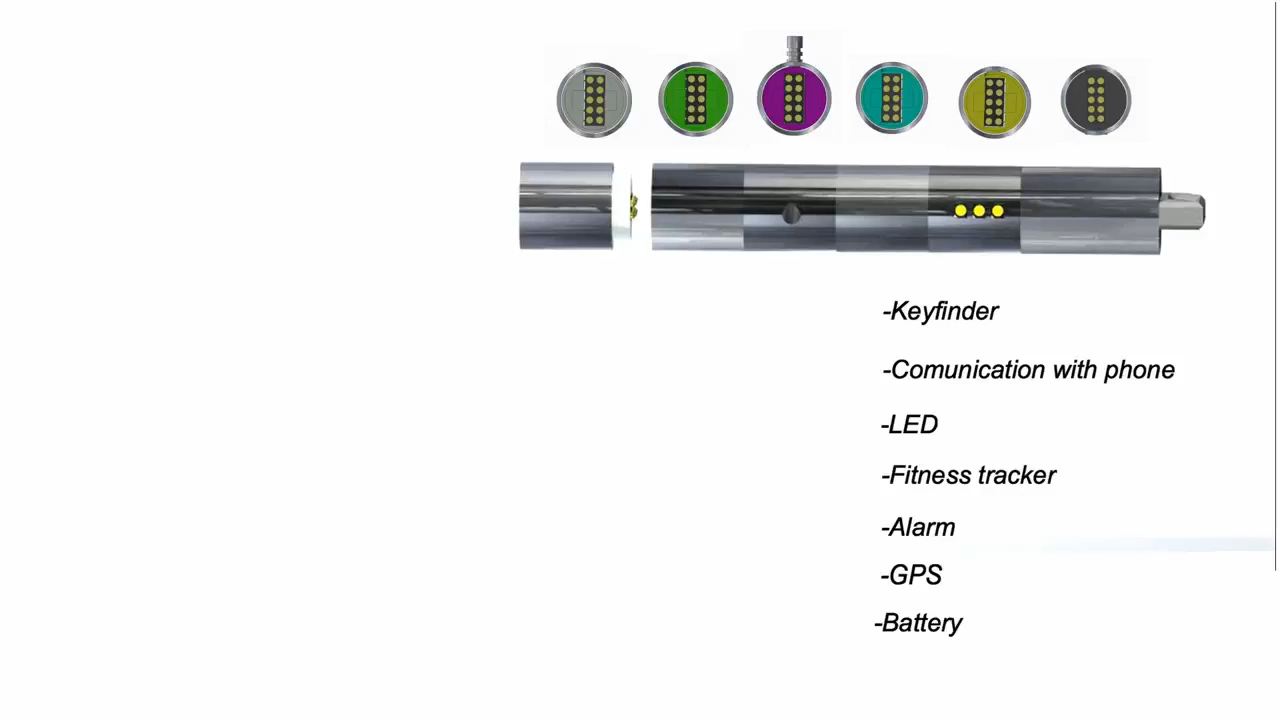 -Keyfinder
-Comunication with phone
-LED
-Fitness tracker
-Alarm
-GPS
-Battery